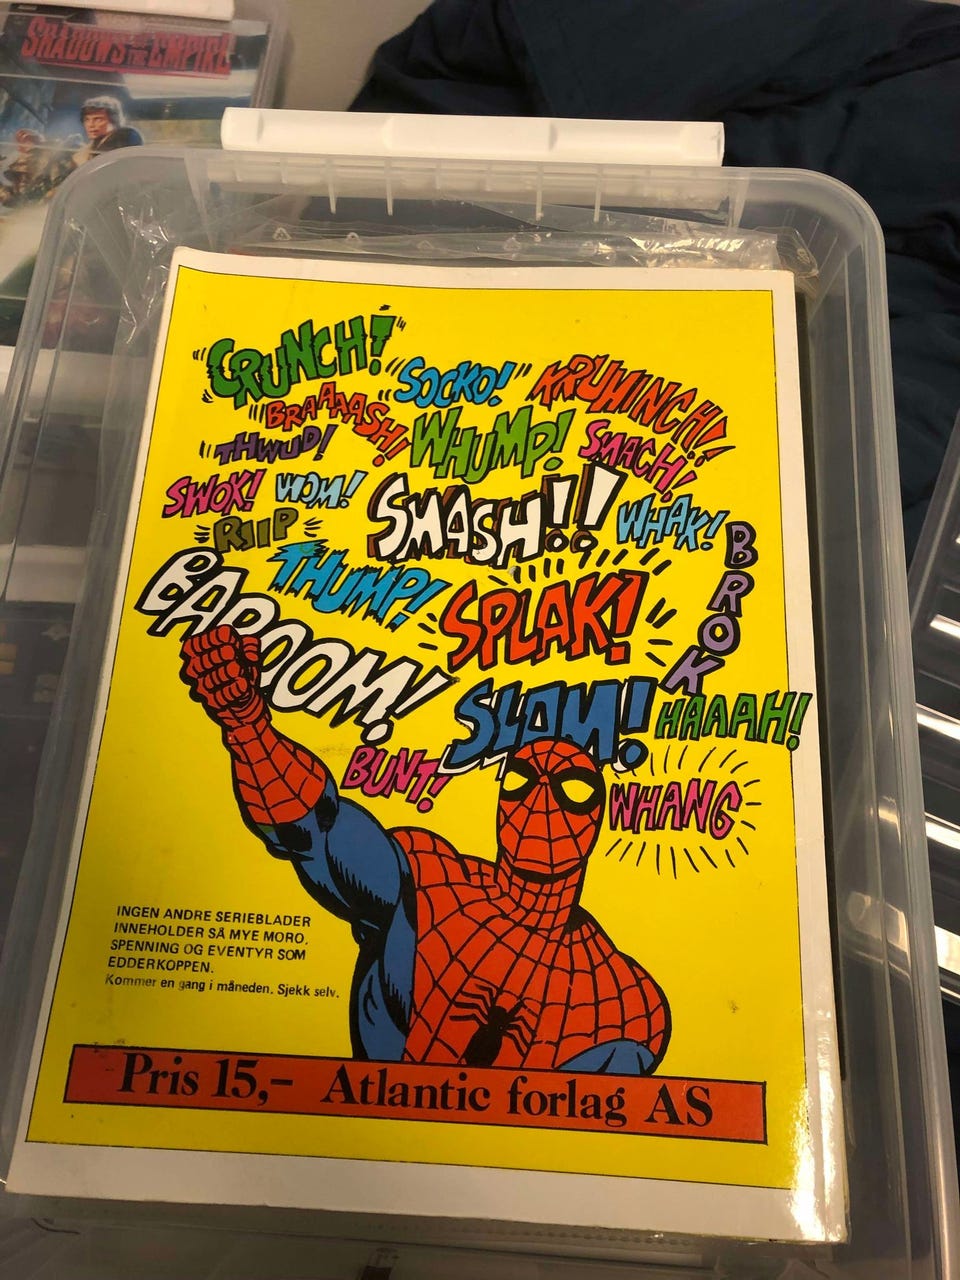 SHADOWS OF THE EMPIRE
"CRUNCH!"
"SOCKO!"
KRUHINCH!
BRAAAASH!
WHUMP!
SMACH!
THWUD!
SWOK!
WOM!
SMASH!!
WHAK!
RIIP
BROK
THUMP!
SPLAK!
BAROOM!
SLAM!
HAAAH!
BUNT!
WHANG
INGEN ANDRE SERIEBLADER
INNEHOLDER SÅ MYE MORO,
SPENNING OG EVENTYR SOM
EDDERKOPPEN.
Kommer en gang i måneden. Sjekk selv.
Pris 15,- Atlantic forlag AS